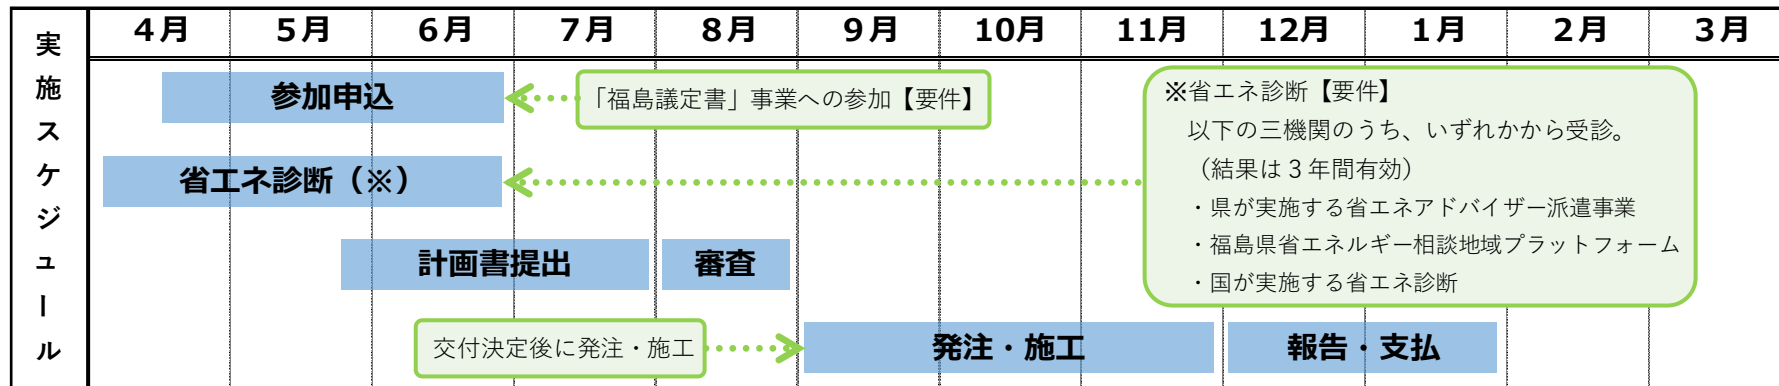 実施スケジュール
4月 5月 6月 7月 8月 9月 10月 11月 12月 1月 2月 3月
参加申込
「福島議定書」事業への参加【要件】
省エネ診断（※）
※省エネ診断【要件】
以下の三機関のうち、いずれかから受診。
（結果は３年間有効）
・県が実施する省エネアドバイザー派遣事業
・福島県省エネルギー相談地域プラットフォーム
・国が実施する省エネ診断
計画書提出
審査
交付決定後に発注・施工
発注・施工
報告・支払